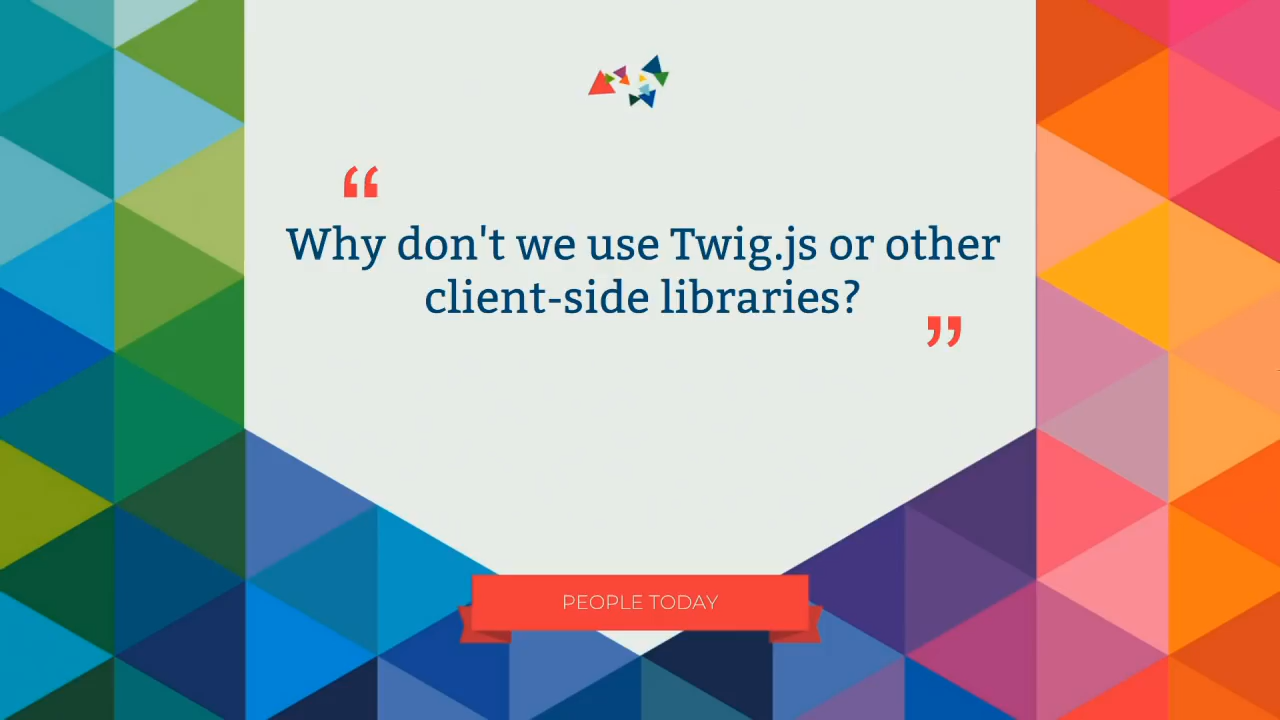 “
Why don't we use Twig.js or other
client-side libraries?
”
PEOPLE TODAY